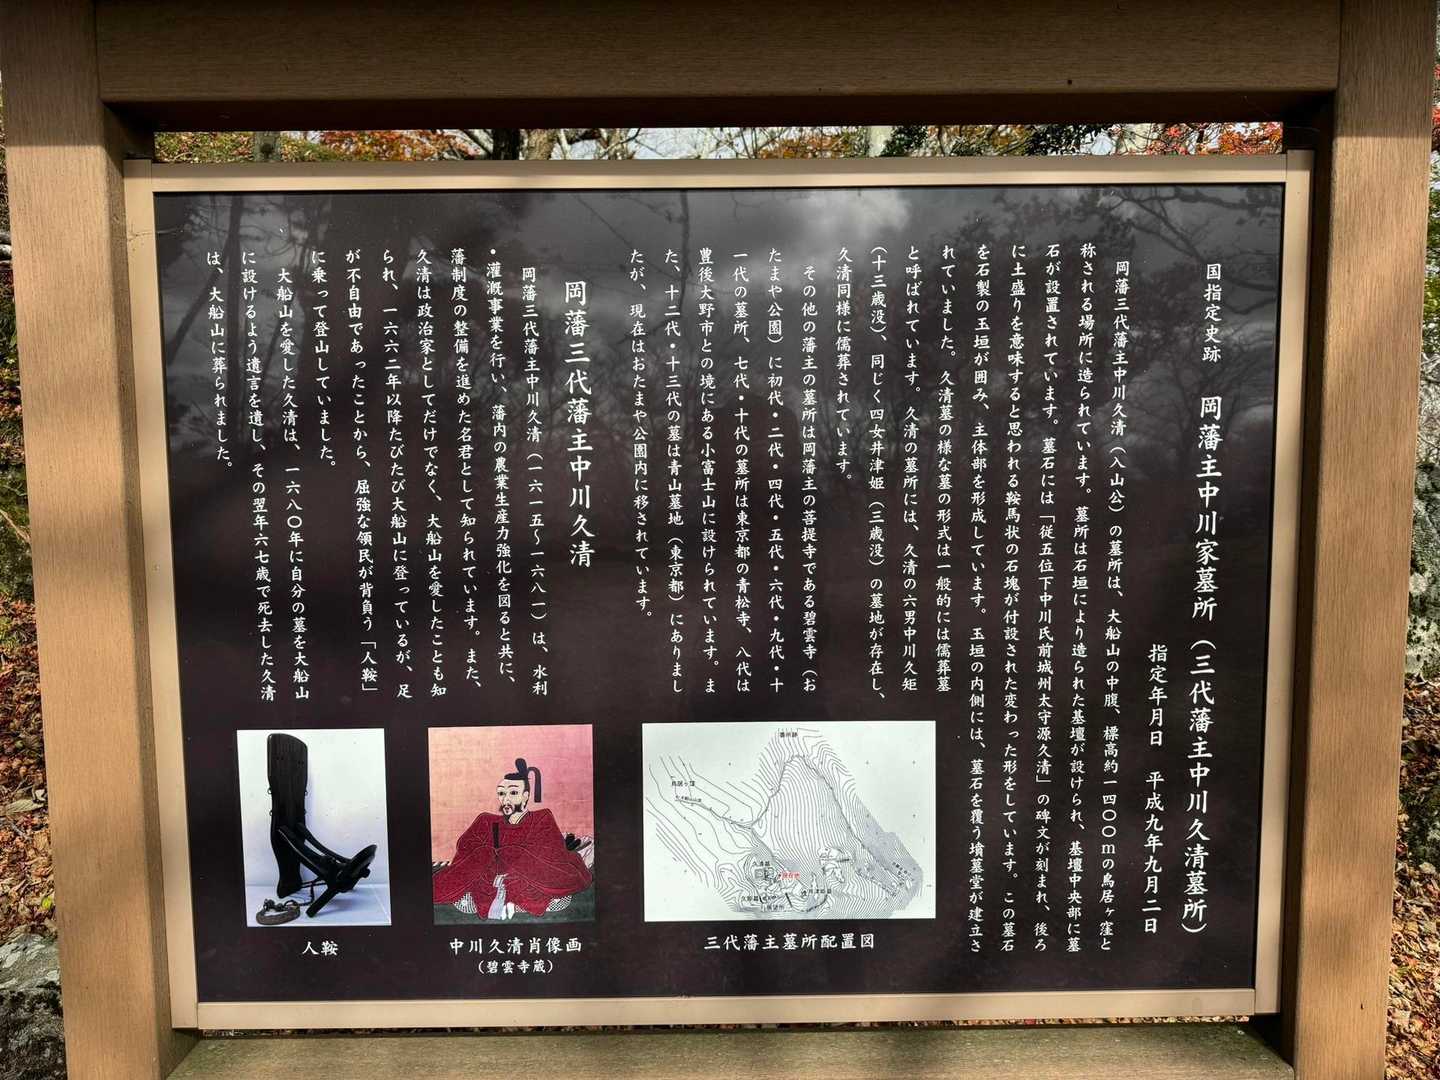 国指定史跡　岡藩主中川家墓所（三代藩主中川久清墓所）
指定年月日　平成九年九月二日
岡藩三代藩主中川久清（入山公）の墓所は、大船山の中腹、標高約一四〇〇ｍの鳥居ヶ窪と
称される場所に造られています。墓所は石垣により造られた基壇が設けられ、基壇中央部に墓
石が設置されています。墓石には「従五位下中川氏前城州太守源久清」の碑文が刻まれ、後ろ
に土盛りを意味すると思われる鞍馬状の石塊が付設された変わった形をしています。この墓石
を石製の玉垣が囲み、主体部を形成しています。玉垣の内側には、墓石を覆う墳墓堂が建立さ
れていました。久清墓の様な墓の形式は一般的には儒葬墓
と呼ばれています。久清の墓所には、久清の六男中川久矩
（十三歳没）、同じく四女井津姫（三歳没）の墓地が存在し、
久清同様に儒葬されています。
その他の藩主の墓所は岡藩主の菩提寺である碧雲寺（お
たまや公園）に初代・二代・四代・五代・六代・九代・十
一代の墓所、七代・十代の墓所は東京都の青松寺、八代は
豊後大野市との境にある小富士山に設けられています。ま
た、十二代・十三代の墓は青山墓地（東京都）にありまし
たが、現在はおたまや公園内に移されています。
岡藩三代藩主中川久清
岡藩三代藩主中川久清（一六一五～一六八一）は、水利
・灌漑事業を行い、藩内の農業生産力強化を図ると共に、
藩制度の整備を進めた名君として知られています。また、
久清は政治家としてだけでなく、大船山を愛したことも知
られ、一六六二年以降たびたび大船山に登っているが、足
が不自由であったことから、屈強な領民が背負う「人鞍」
に乗って登山していました。
大船山を愛した久清は、一六八〇年に自分の墓を大船山
に設けるよう遺言を遺し、その翌年六七歳で死去した久清
は、大船山に葬られました。
鳥居ヶ窪
久清墓
現在地
井津姫墓
久矩墓
展望所
三代藩主墓所配置図
中川久清肖像画
（碧雲寺蔵）
人鞍